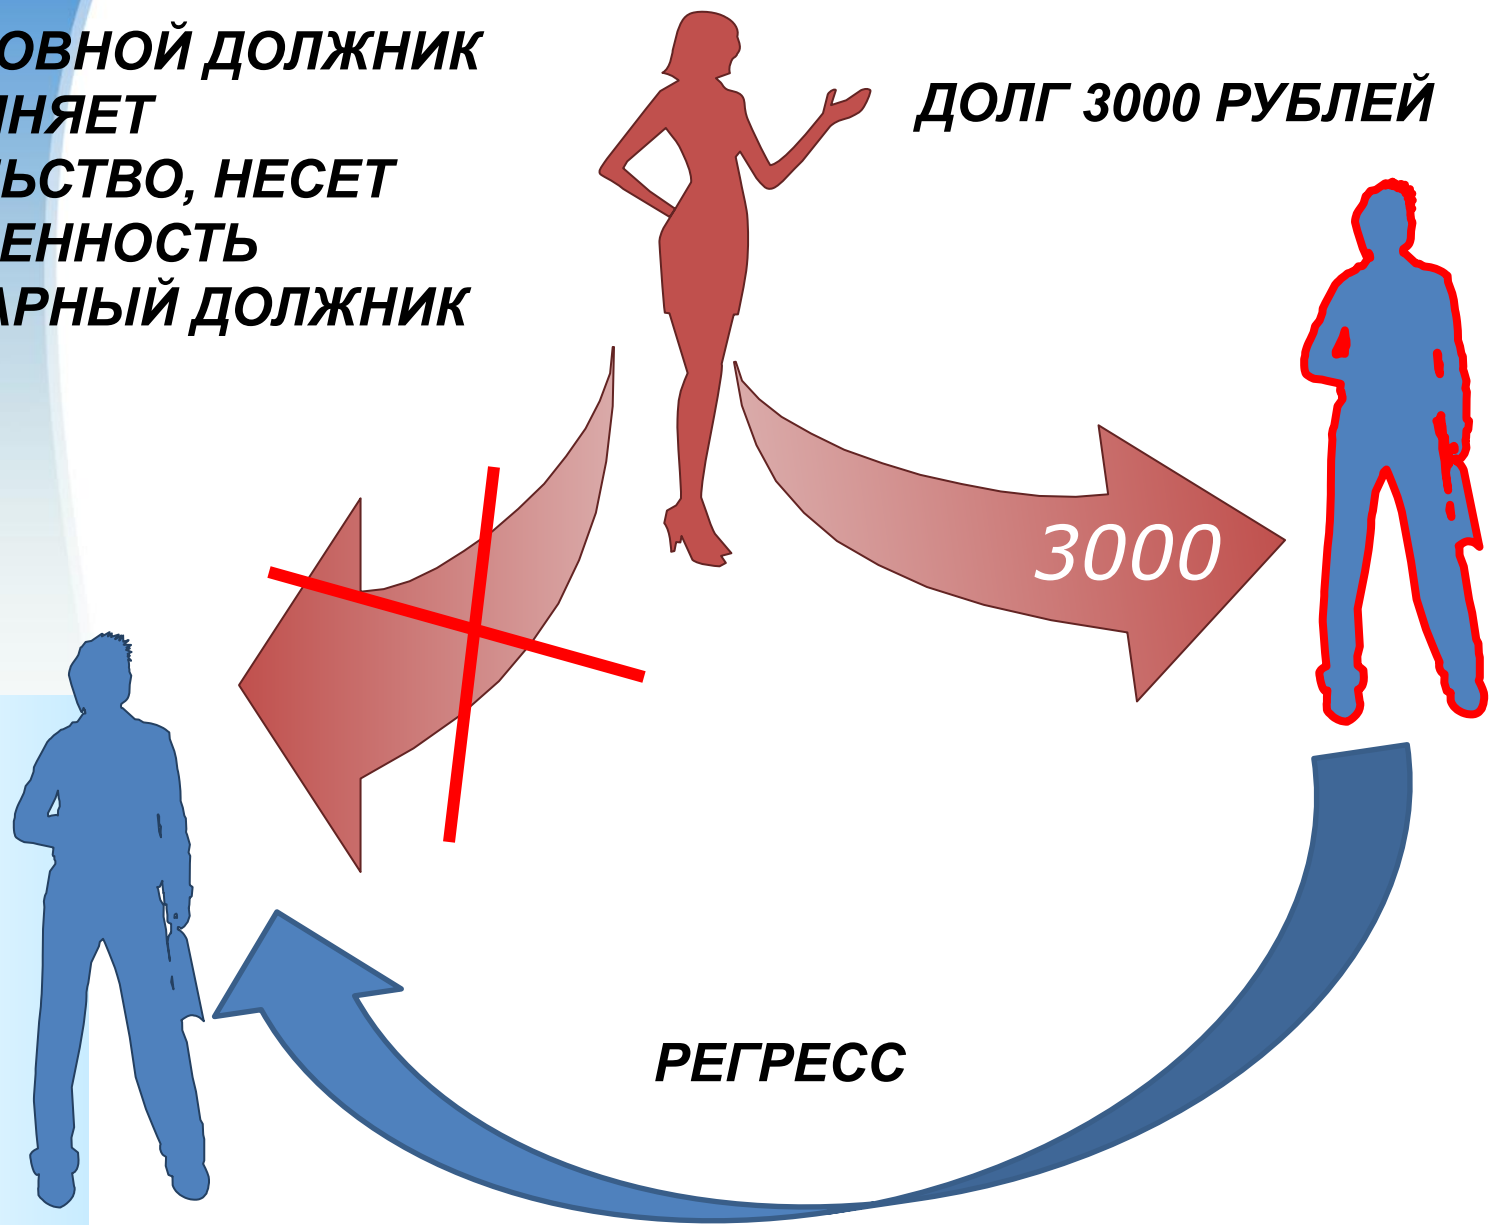 ОВНОЙ ДОЛЖНИК
НЯЕТ
ЬСТВО, НЕСЕТ
ЕННОСТЬ
АРНЫЙ ДОЛЖНИК
ДОЛГ 3000 РУБЛЕЙ
3000
РЕГРЕСС